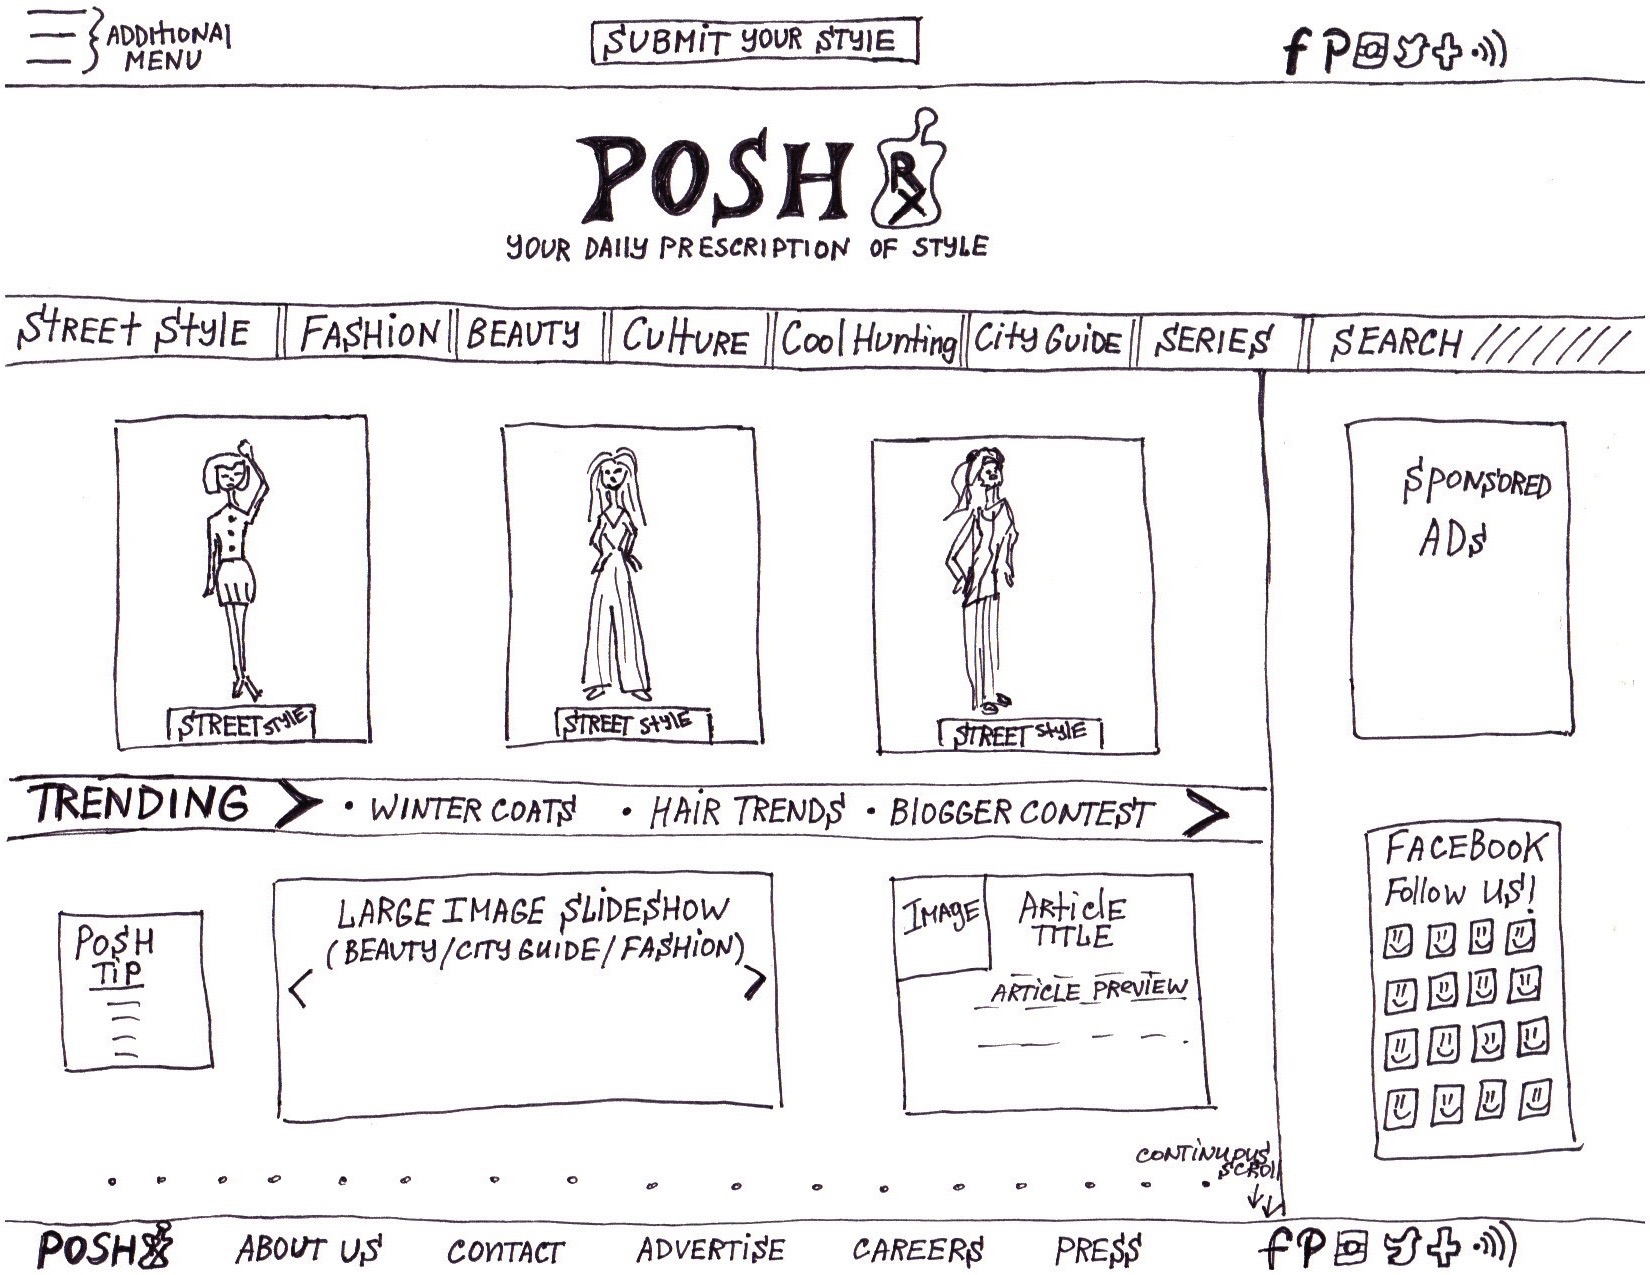 ADDITIONAL
MENU
SUBMIT YOUR STYLE
POSH RX
YOUR DAILY PRESCRIPTION OF STYLE
STREET STYLE FASHION BEAUTY CULTURE Cool Hunting City GUIDE SERIES SEARCH
STREET STYLE
STREET STYLE
STREET STYLE
SPONSORED
ADS
TRENDING • WINTER COATS • HAIR TRENDS • BLOGGER CONTEST
POSH
TIP
LARGE IMAGE SLIDESHOW
(BEAUTY/CITY GUIDE/FASHION)
IMAGE
ARTICLE
TITLE
ARTICLE PREVIEW
FACEBOOK
Follow US!
CONTINUOUS
SCROLL
POSH RX ABOUT US CONTACT ADVERTISE CAREERS PRESS